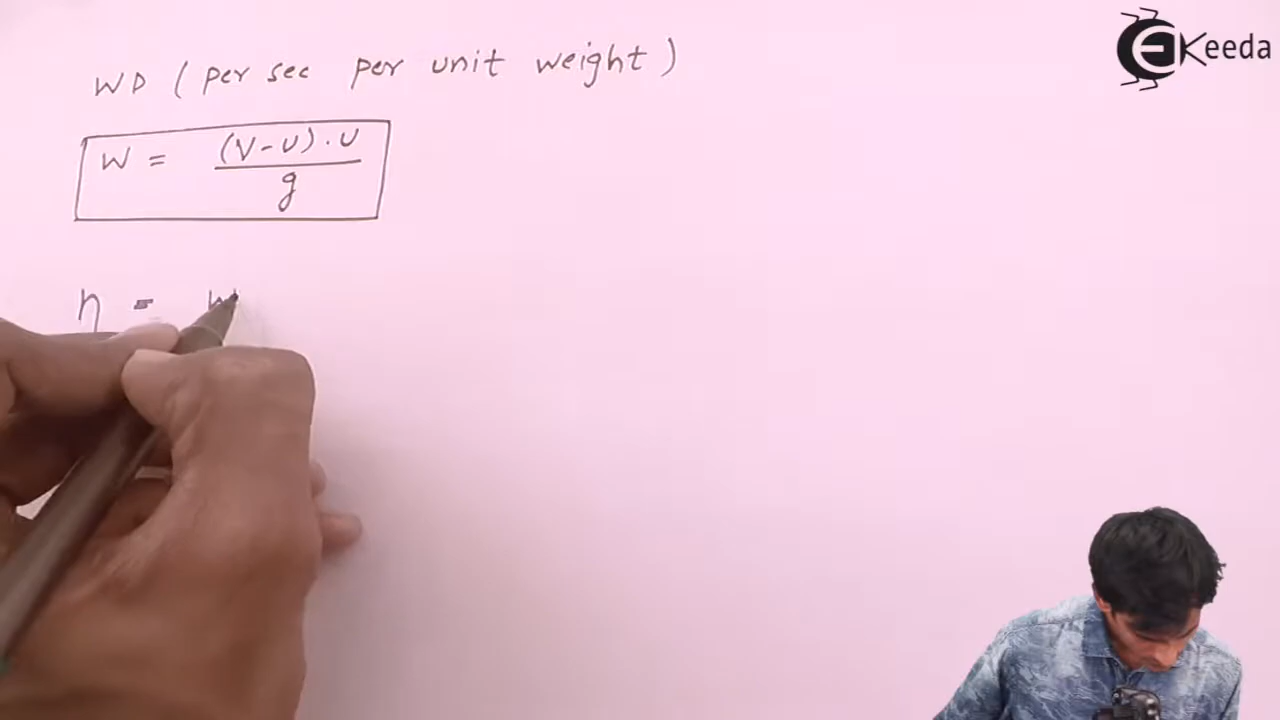 Ekeeda
WD (per sec per unit weight)
W = (V-U).U / g
η = W